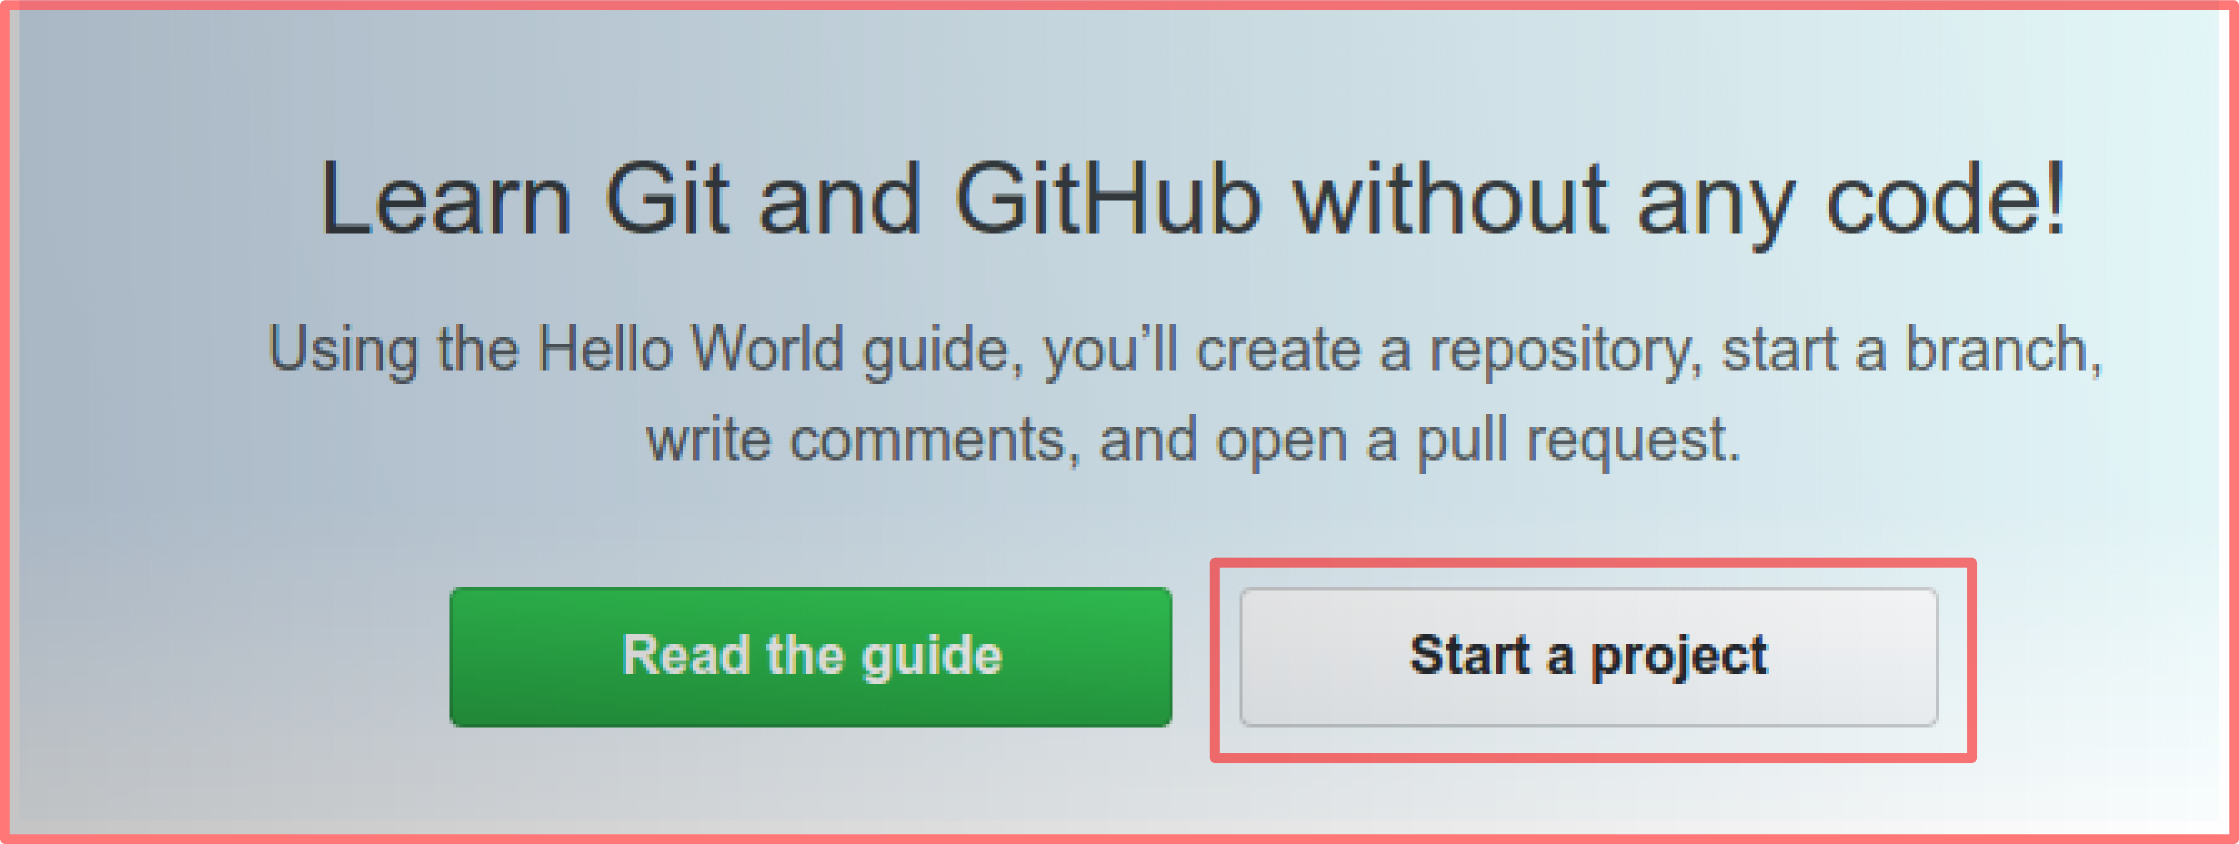 Learn Git and GitHub without any code!
Using the Hello World guide, you’ll create a repository, start a branch,
write comments, and open a pull request.
Read the guide
Start a project